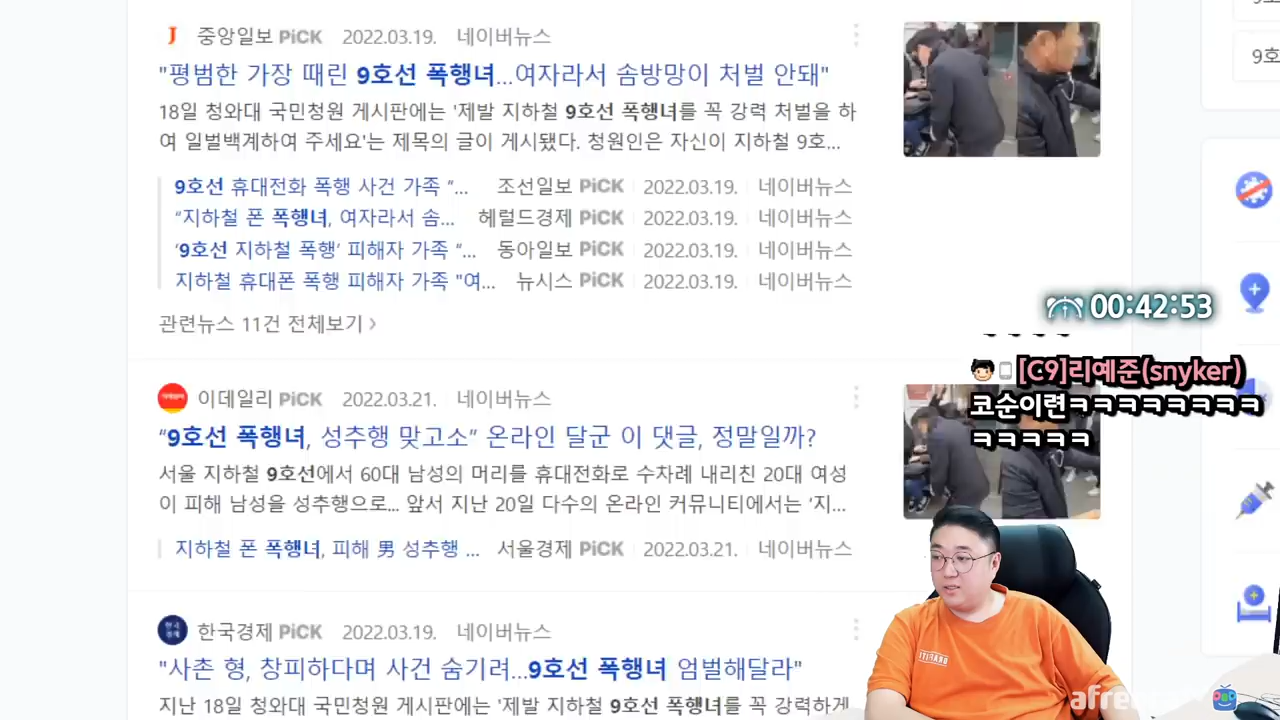 중앙일보 PiCK 2022.03.19. 네이버뉴스
"평범한 가장 때린 9호선 폭행녀...여자라서 솜방망이 처벌 안돼"
18일 청와대 국민청원 게시판에는 '제발 지하철 9호선 폭행녀를 꼭 강력 처벌을 하
여 일벌백계하여 주세요'는 제목의 글이 게시됐다. 청원인은 자신이 지하철 9호...
9호선 휴대전화 폭행 사건 가족 “... 조선일보 PiCK 2022.03.19. 네이버뉴스
“지하철 폰 폭행녀, 여자라서 솜... 헤럴드경제 PiCK 2022.03.19. 네이버뉴스
‘9호선 지하철 폭행’ 피해자 가족 “... 동아일보 PiCK 2022.03.19. 네이버뉴스
지하철 휴대폰 폭행 피해자 가족 "여... 뉴시스 PiCK 2022.03.19. 네이버뉴스
관련뉴스 11건 전체보기
9호
00:42:53
[C9]리예준(snyker)
코순이련ㅋㅋㅋㅋㅋㅋㅋㅋ
ㅋㅋㅋㅋㅋ
이데일리 PiCK 2022.03.21. 네이버뉴스
“9호선 폭행녀, 성추행 맞고소” 온라인 달군 이 댓글, 정말일까?
서울 지하철 9호선에서 60대 남성의 머리를 휴대전화로 수차례 내리친 20대 여성
이 피해 남성을 성추행으로... 앞서 지난 20일 다수의 온라인 커뮤니티에서는 ‘지...
지하철 폰 폭행녀, 피해 男 성추행 ... 서울경제 PiCK 2022.03.21. 네이버뉴스
한국경제 PiCK 2022.03.19. 네이버뉴스
"사촌 형, 창피하다며 사건 숨기려...9호선 폭행녀 엄벌해달라"
지난 18일 청와대 국민청원 게시판에는 '제발 지하철 9호선 폭행녀를 꼭 강력하게